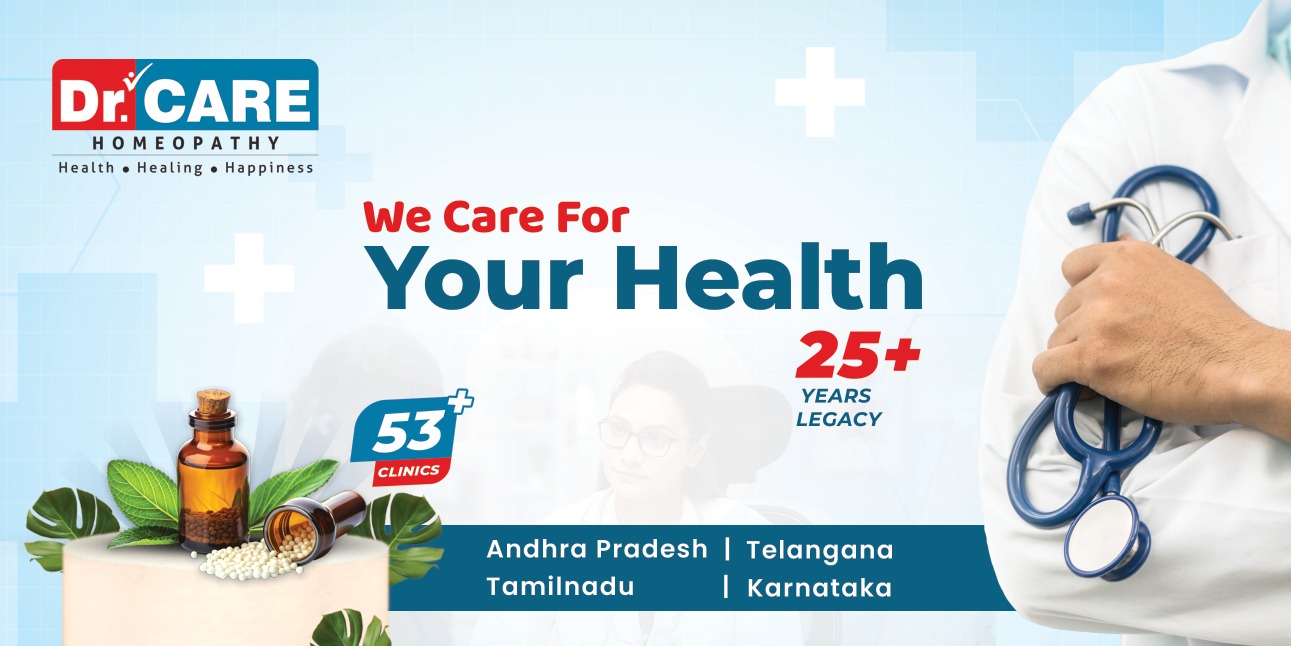 Dr. CARE
HOMEOPATHY
Health • Healing • Happiness
We Care For
Your Health
25+
YEARS
LEGACY
53+
CLINICS
Andhra Pradesh | Telangana
Tamilnadu | Karnataka